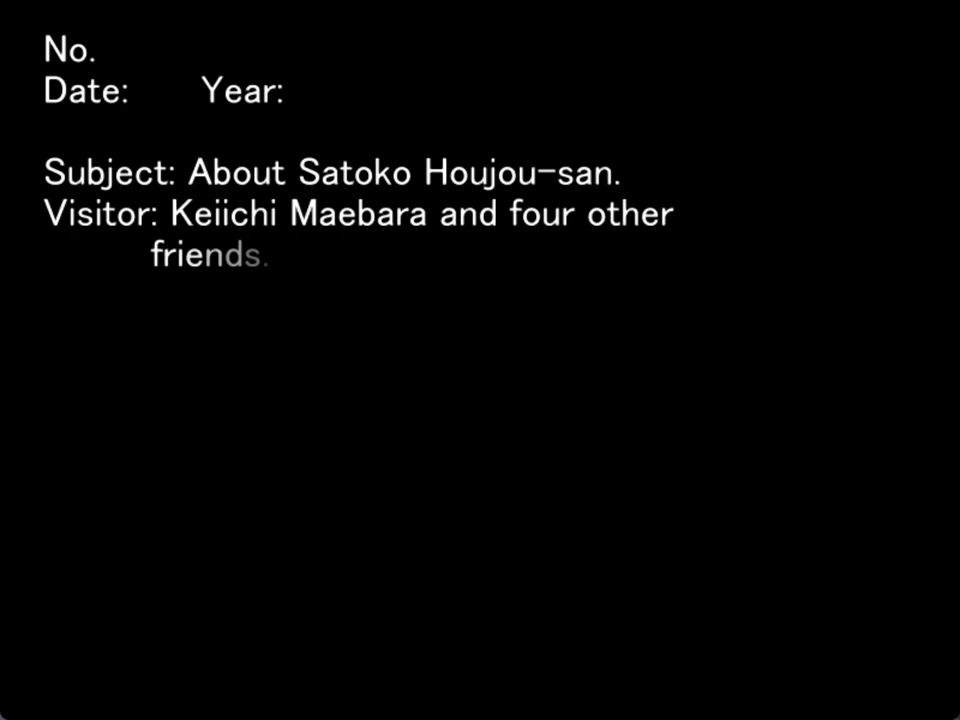 No.
Date: Year:
Subject: About Satoko Houjou-san.
Visitor: Keiichi Maebara and four other
friends.